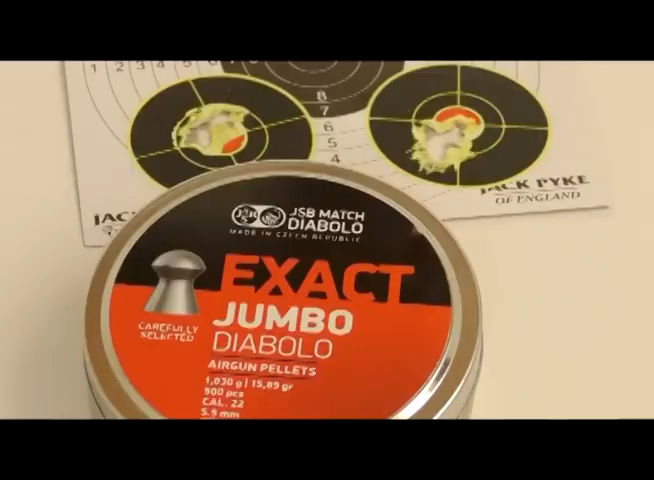 1 2 3 4 5
8
7
6
5
4
JACK PYKE
OF ENGLAND
JAC
JSB MATCH
DIABOLO
MADE IN CZECH REPUBLIC
EXACT
JUMBO
DIABOLO
CAREFULLY
SELECTED
AIRGUN PELLETS
1,030 g | 15,89 gr
500 pcs
CAL. 22
5.5 mm